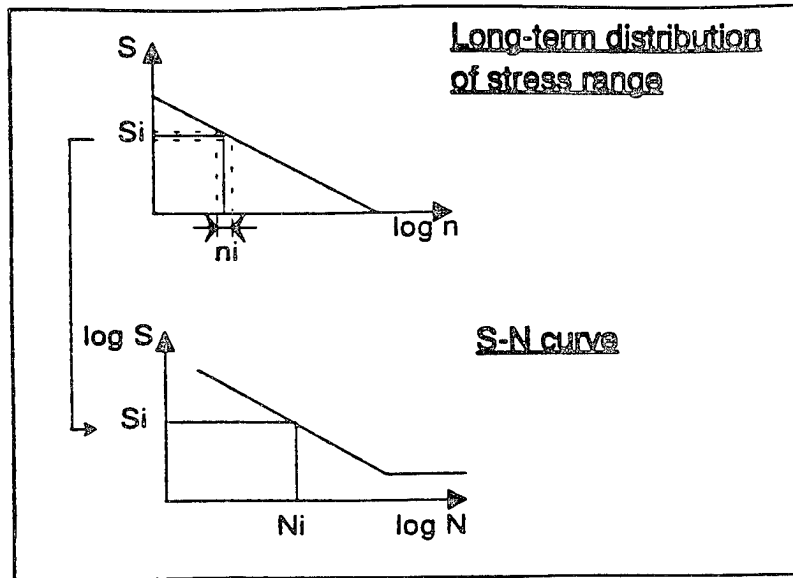 Long-term distribution
of stress range
S
Si
log n
ni
S-N curve
log S
Si
Ni
log N